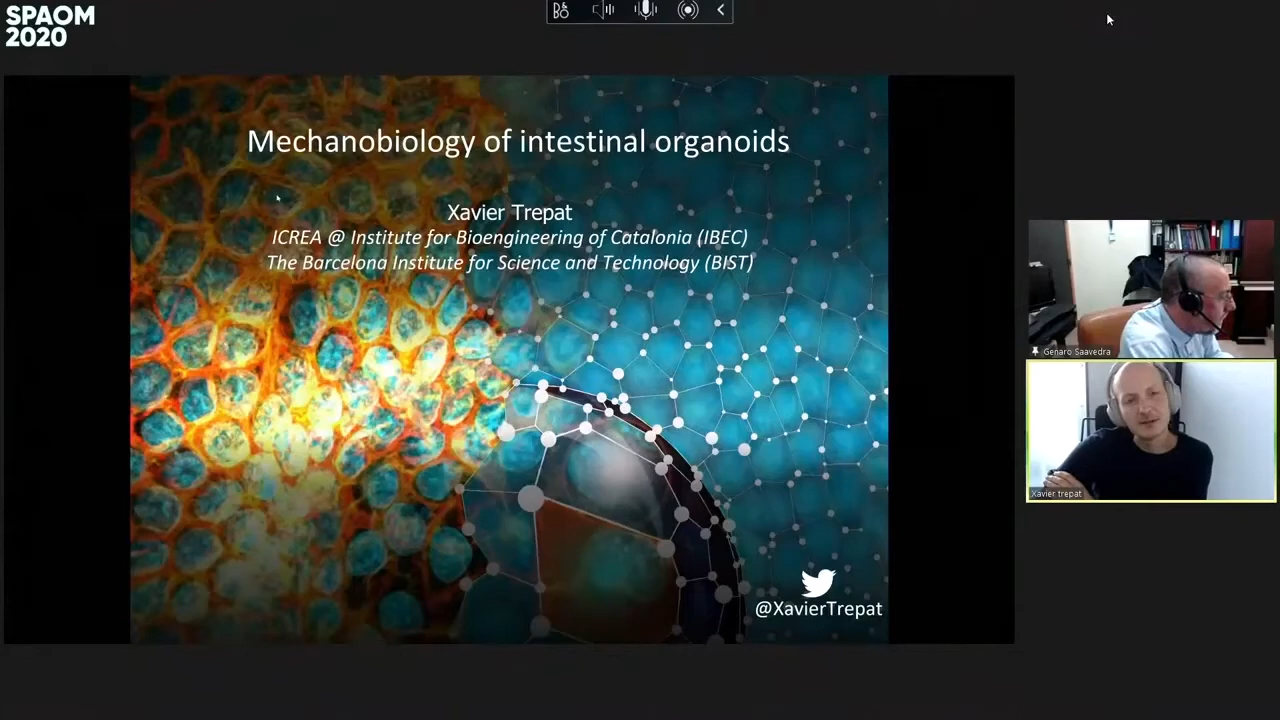 SPAOM
2020
Mechanobiology of intestinal organoids
Xavier Trepat
ICREA @ Institute for Bioengineering of Catalonia (IBEC)
The Barcelona Institute for Science and Technology (BIST)
@XavierTrepat
Genaro Saavedra
Xavier trepat